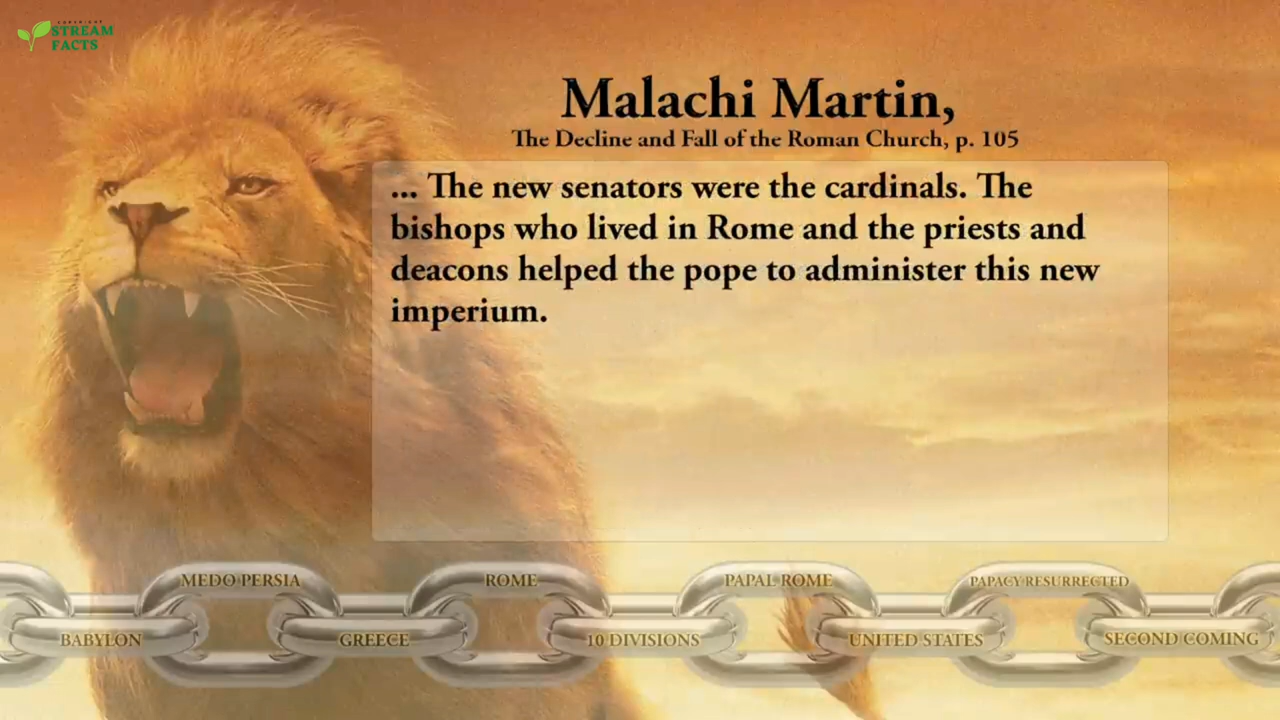 COPYRIGHT
STREAM
FACTS
Malachi Martin,
The Decline and Fall of the Roman Church, p. 105
... The new senators were the cardinals. The
bishops who lived in Rome and the priests and
deacons helped the pope to administer this new
imperium.
MEDO PERSIA
ROME
PAPAL ROME
PAPACY RESURRECTED
BABYLON
GREECE
10 DIVISIONS
UNITED STATES
SECOND COMING